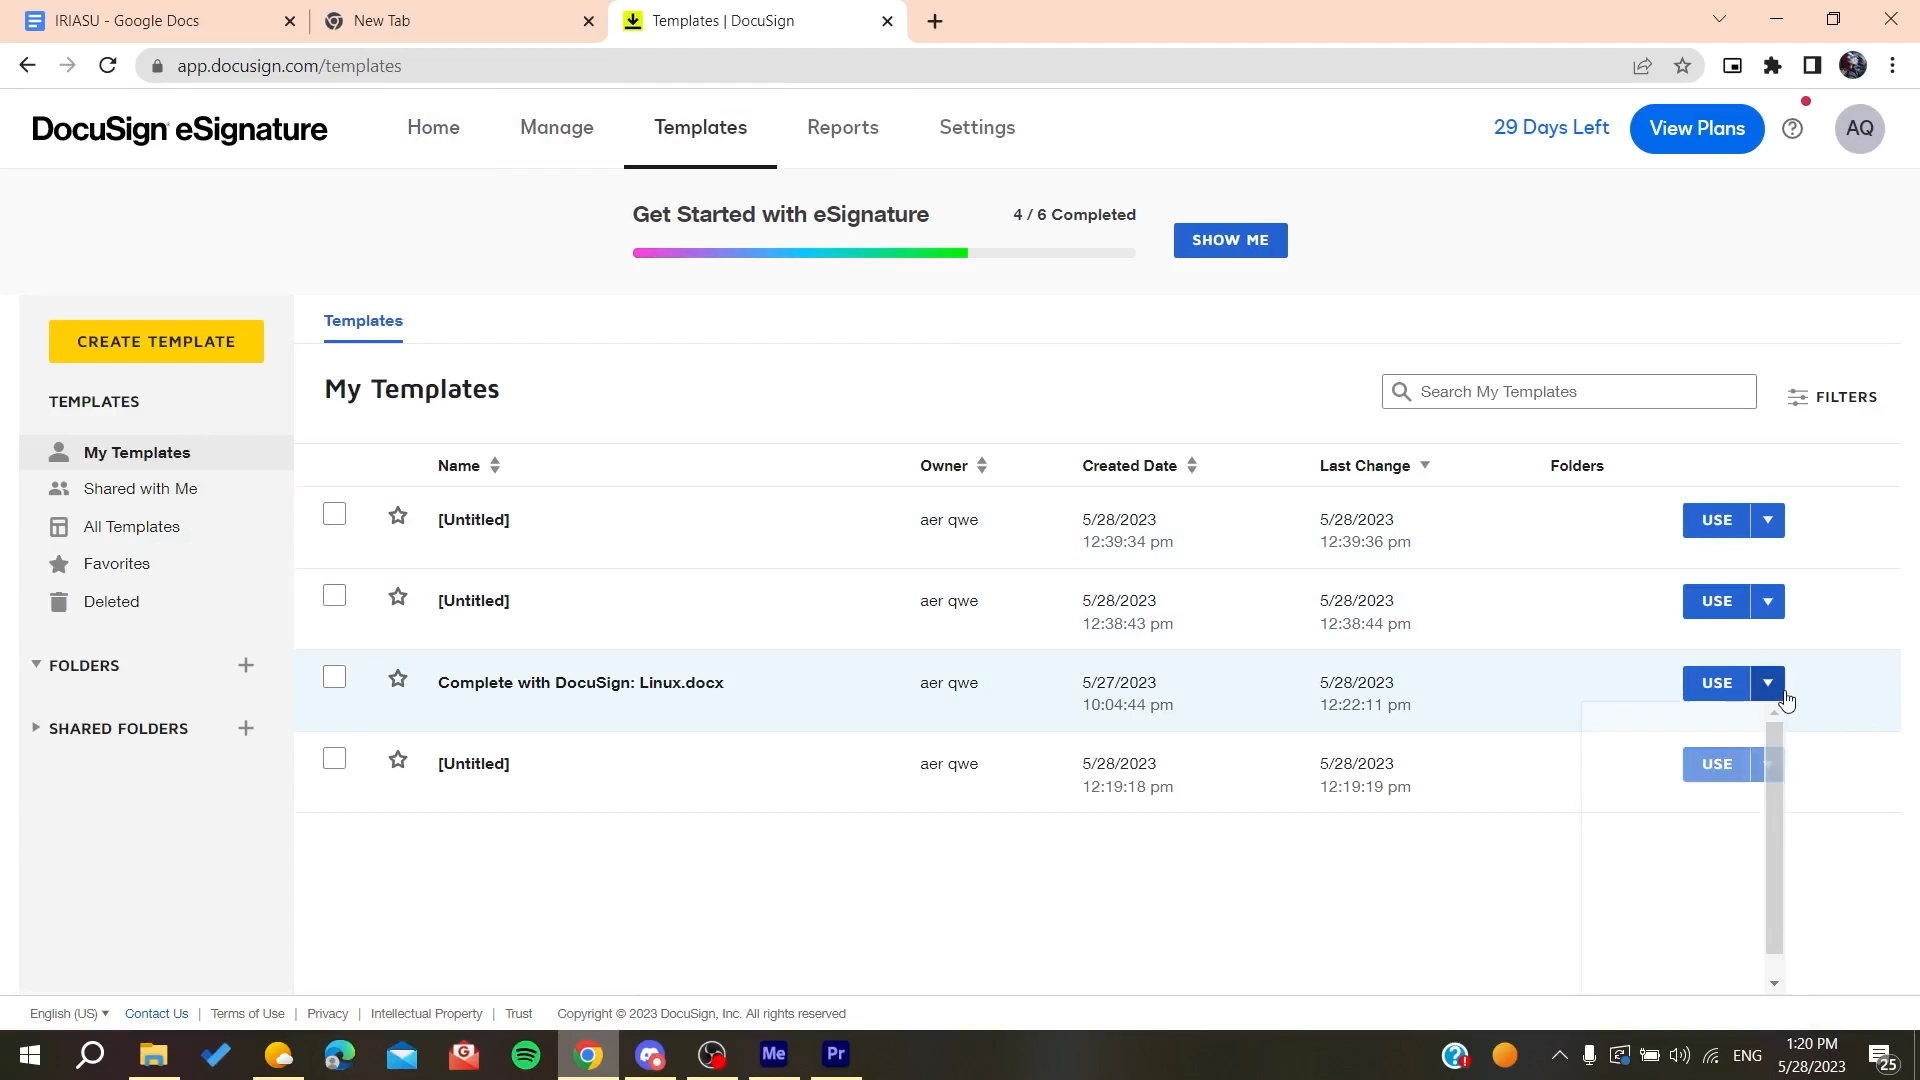 IRIASU - Google Docs
New Tab
Templates | DocuSign
app.docusign.com/templates
DocuSign eSignature
Home
Manage
Templates
Reports
Settings
29 Days Left
View Plans
AQ
Get Started with eSignature
4 / 6 Completed
SHOW ME
CREATE TEMPLATE
TEMPLATES
My Templates
Shared with Me
All Templates
Favorites
Deleted
FOLDERS
SHARED FOLDERS
Templates
My Templates
Search My Templates
FILTERS
Name
Owner
Created Date
Last Change
Folders
[Untitled]
aer qwe
5/28/2023
12:39:34 pm
5/28/2023
12:39:36 pm
USE
[Untitled]
aer qwe
5/28/2023
12:38:43 pm
5/28/2023
12:38:44 pm
USE
Complete with DocuSign: Linux.docx
aer qwe
5/27/2023
10:04:44 pm
5/28/2023
12:22:11 pm
USE
[Untitled]
aer qwe
5/28/2023
12:19:18 pm
5/28/2023
12:19:19 pm
USE
English (US)
Contact Us | Terms of Use | Privacy | Intellectual Property | Trust
Copyright © 2023 DocuSign, Inc. All rights reserved
Me
Pr
ENG
1:20 PM
5/28/2023
25